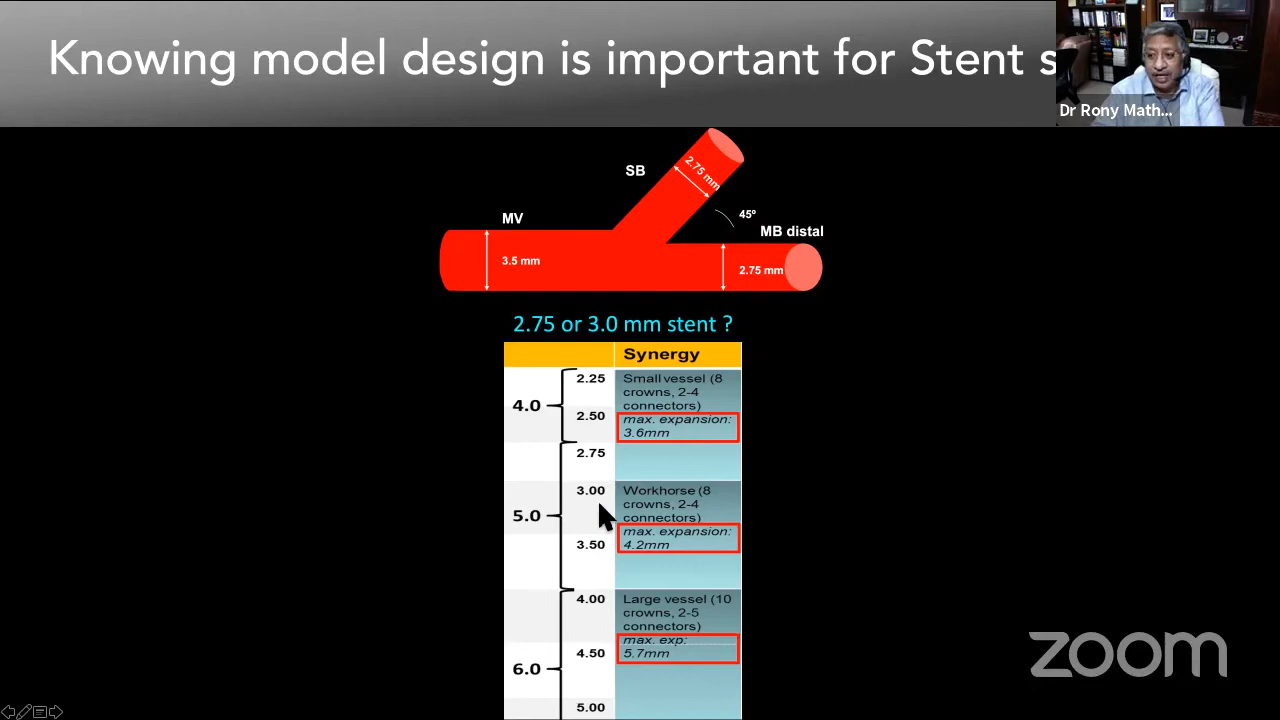 Knowing model design is important for Stent s
Dr Rony Math...
SB
2.75 mm
45º
MV
MB distal
3.5 mm
2.75 mm
2.75 or 3.0 mm stent ?
Synergy
2.25
Small vessel (8
crowns, 2-4
connectors)
4.0
2.50
max. expansion:
3.6mm
2.75
3.00
Workhorse (8
crowns, 2-4
connectors)
5.0
max. expansion:
4.2mm
3.50
4.00
Large vessel (10
crowns, 2-5
connectors)
max. exp:
4.50
5.7mm
6.0
5.00
zoom